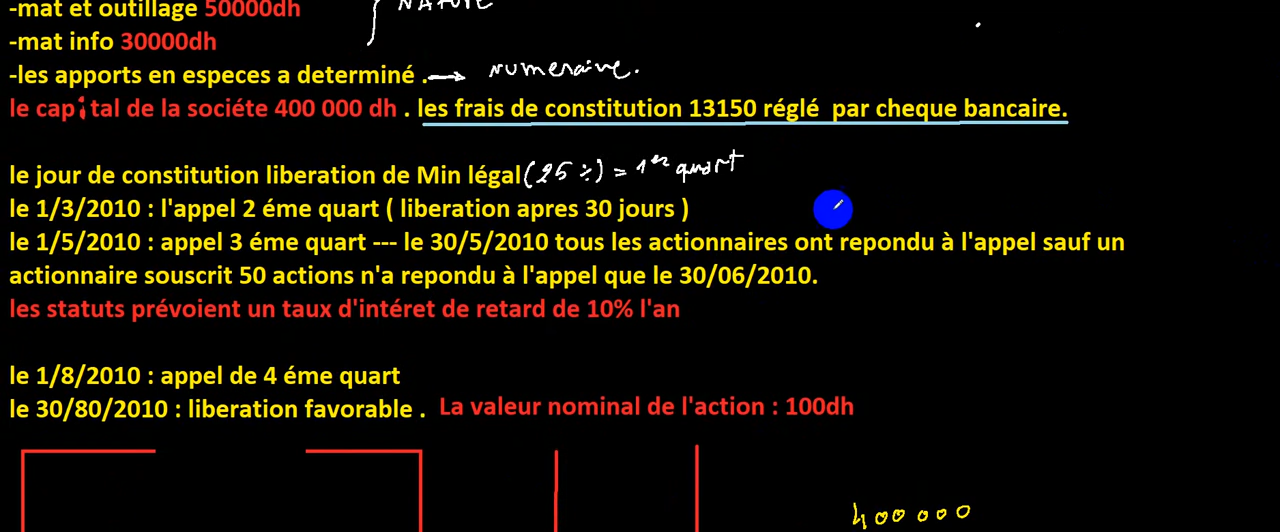 -mat et outillage 50000dh NATURE
-mat info 30000dh
-les apports en especes a determiné . numeraire.
le capital de la sociéte 400 000 dh . les frais de constitution 13150 réglé par cheque bancaire.
le jour de constitution liberation de Min légal (25 %) = 1er quart
le 1/3/2010 : l'appel 2 éme quart ( liberation apres 30 jours )
le 1/5/2010 : appel 3 éme quart --- le 30/5/2010 tous les actionnaires ont repondu à l'appel sauf un
actionnaire souscrit 50 actions n'a repondu à l'appel que le 30/06/2010.
les statuts prévoient un taux d'intéret de retard de 10% l'an
le 1/8/2010 : appel de 4 éme quart
le 30/80/2010 : liberation favorable . La valeur nominal de l'action : 100dh
400 000